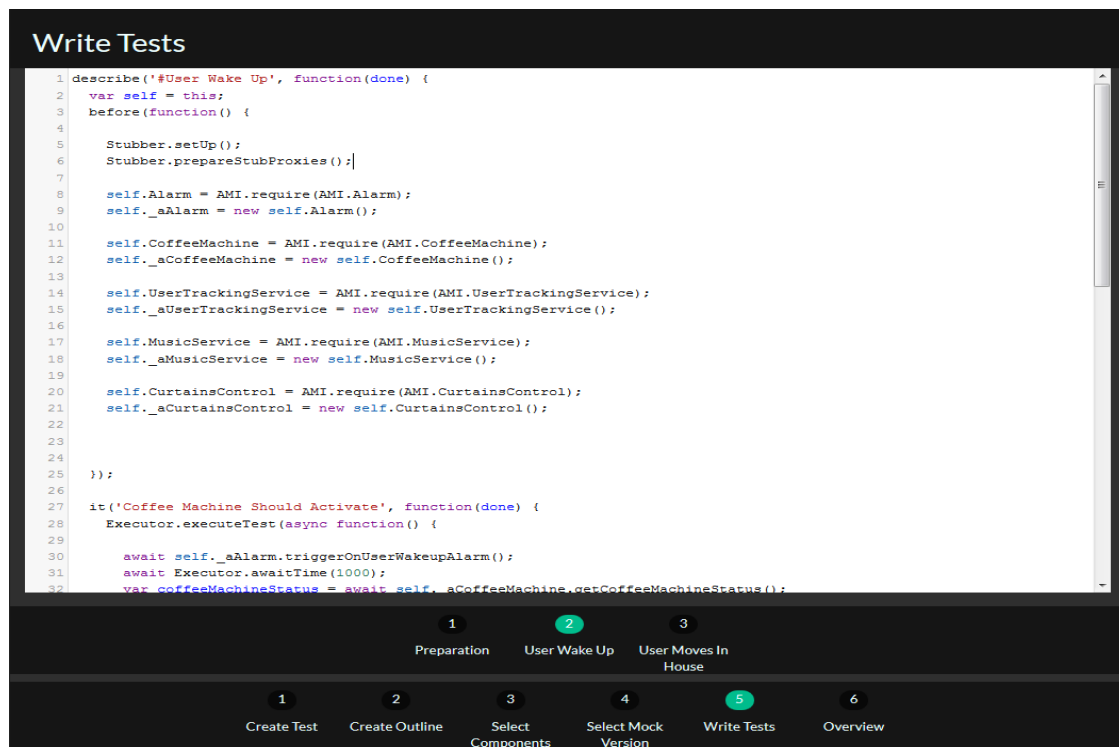 Write Tests
1 describe('#User Wake Up', function(done) {
2 var self = this;
3 before(function() {
4
5 Stubber.setUp();
6 Stubber.prepareStubProxies();
7
8 self.Alarm = AMI.require(AMI.Alarm);
9 self._aAlarm = new self.Alarm();
10
11 self.CoffeeMachine = AMI.require(AMI.CoffeeMachine);
12 self._aCoffeeMachine = new self.CoffeeMachine();
13
14 self.UserTrackingService = AMI.require(AMI.UserTrackingService);
15 self._aUserTrackingService = new self.UserTrackingService();
16
17 self.MusicService = AMI.require(AMI.MusicService);
18 self._aMusicService = new self.MusicService();
19
20 self.CurtainsControl = AMI.require(AMI.CurtainsControl);
21 self._aCurtainsControl = new self.CurtainsControl();
22
23
24
25 });
26
27 it('Coffee Machine Should Activate', function(done) {
28 Executor.executeTest(async function() {
29
30 await self._aAlarm.triggerOnUserWakeupAlarm();
31 await Executor.awaitTime(1000);
32 var coffeeMachineStatus = await self._aCoffeeMachine.getCoffeeMachineStatus();
1 2 3
Preparation User Wake Up User Moves In
House
1 2 3 4 5 6
Create Test Create Outline Select Select Mock Write Tests Overview
Components Version